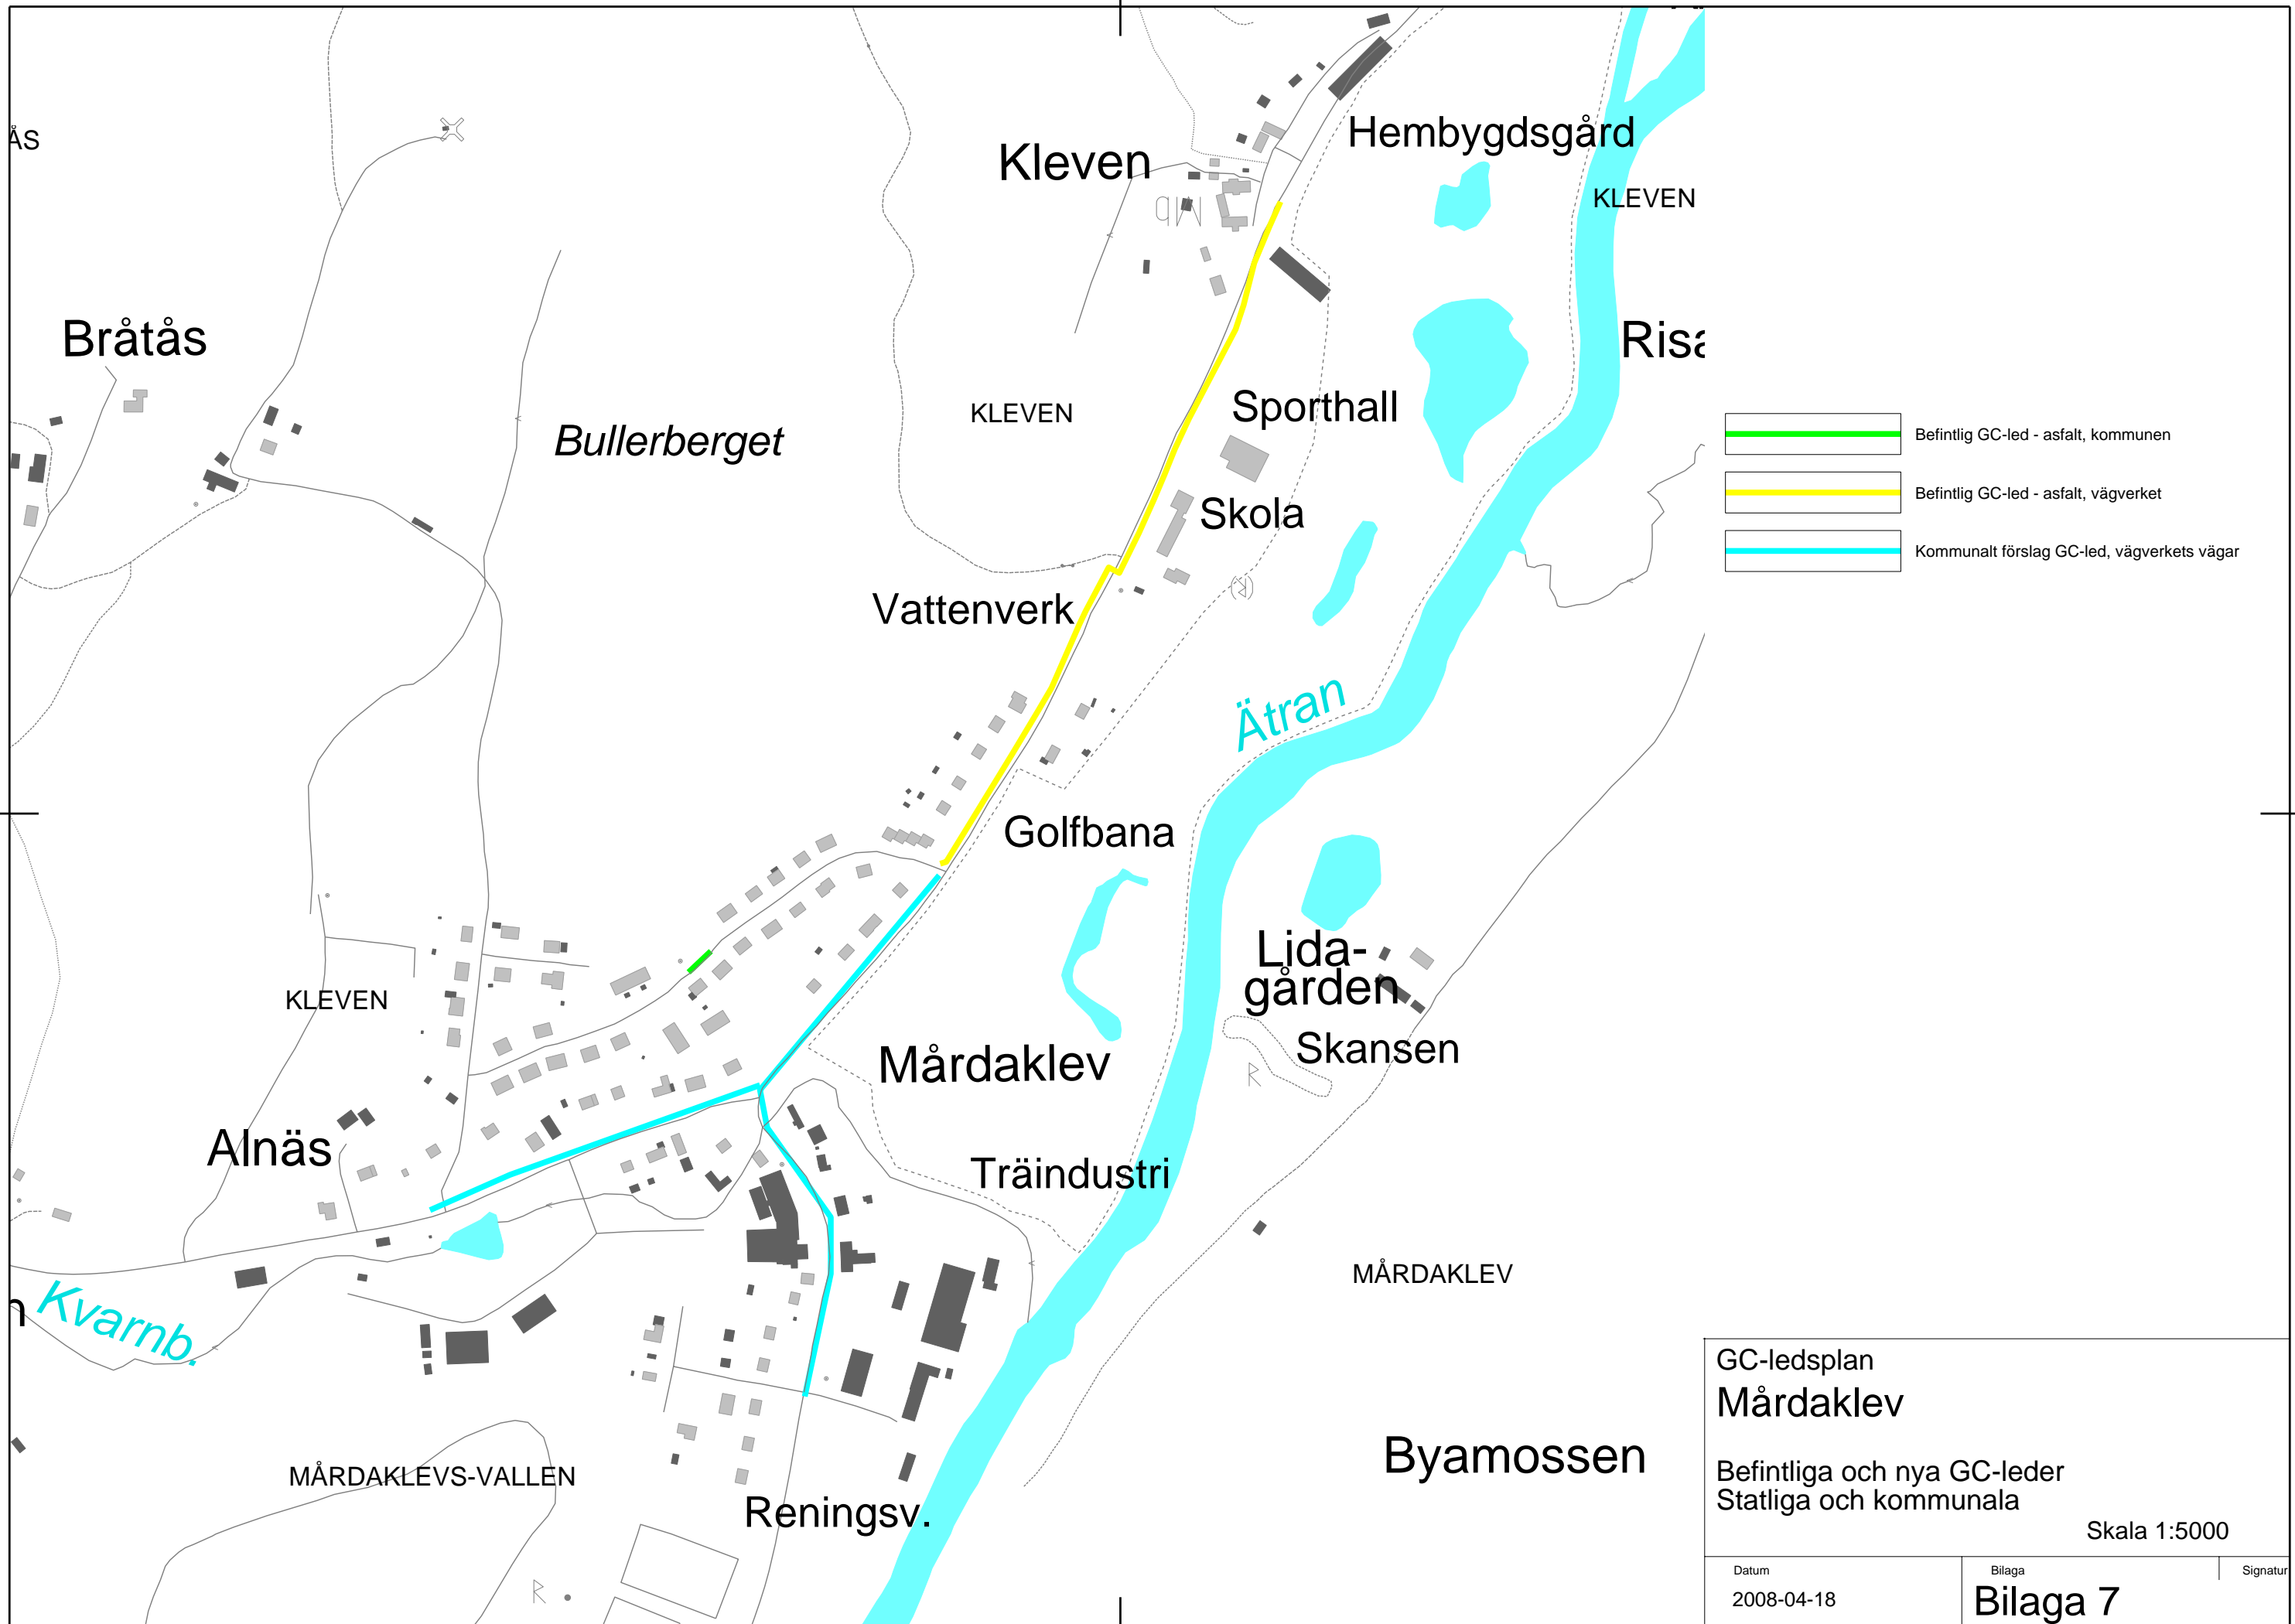 ÅS
Kleven
Hembygdsgård
KLEVEN
Bråtås
Risa
Bullerberget
KLEVEN
Sporthall
Skola
Vattenverk
Ätran
Golfbana
KLEVEN
Lida-
gården
Skansen
Mårdaklev
Alnäs
Träindustri
MÅRDAKLEV
n
Kvarnb.
MÅRDAKLEVS-VALLEN
Byamossen
Reningsv.
R
R
(K)
Befintlig GC-led - asfalt, kommunen
Befintlig GC-led - asfalt, vägverket
Kommunalt förslag GC-led, vägverkets vägar
GC-ledsplan
Mårdaklev
Befintliga och nya GC-leder
Statliga och kommunala
Skala 1:5000
Datum
2008-04-18
Bilaga
Bilaga 7
Signatur